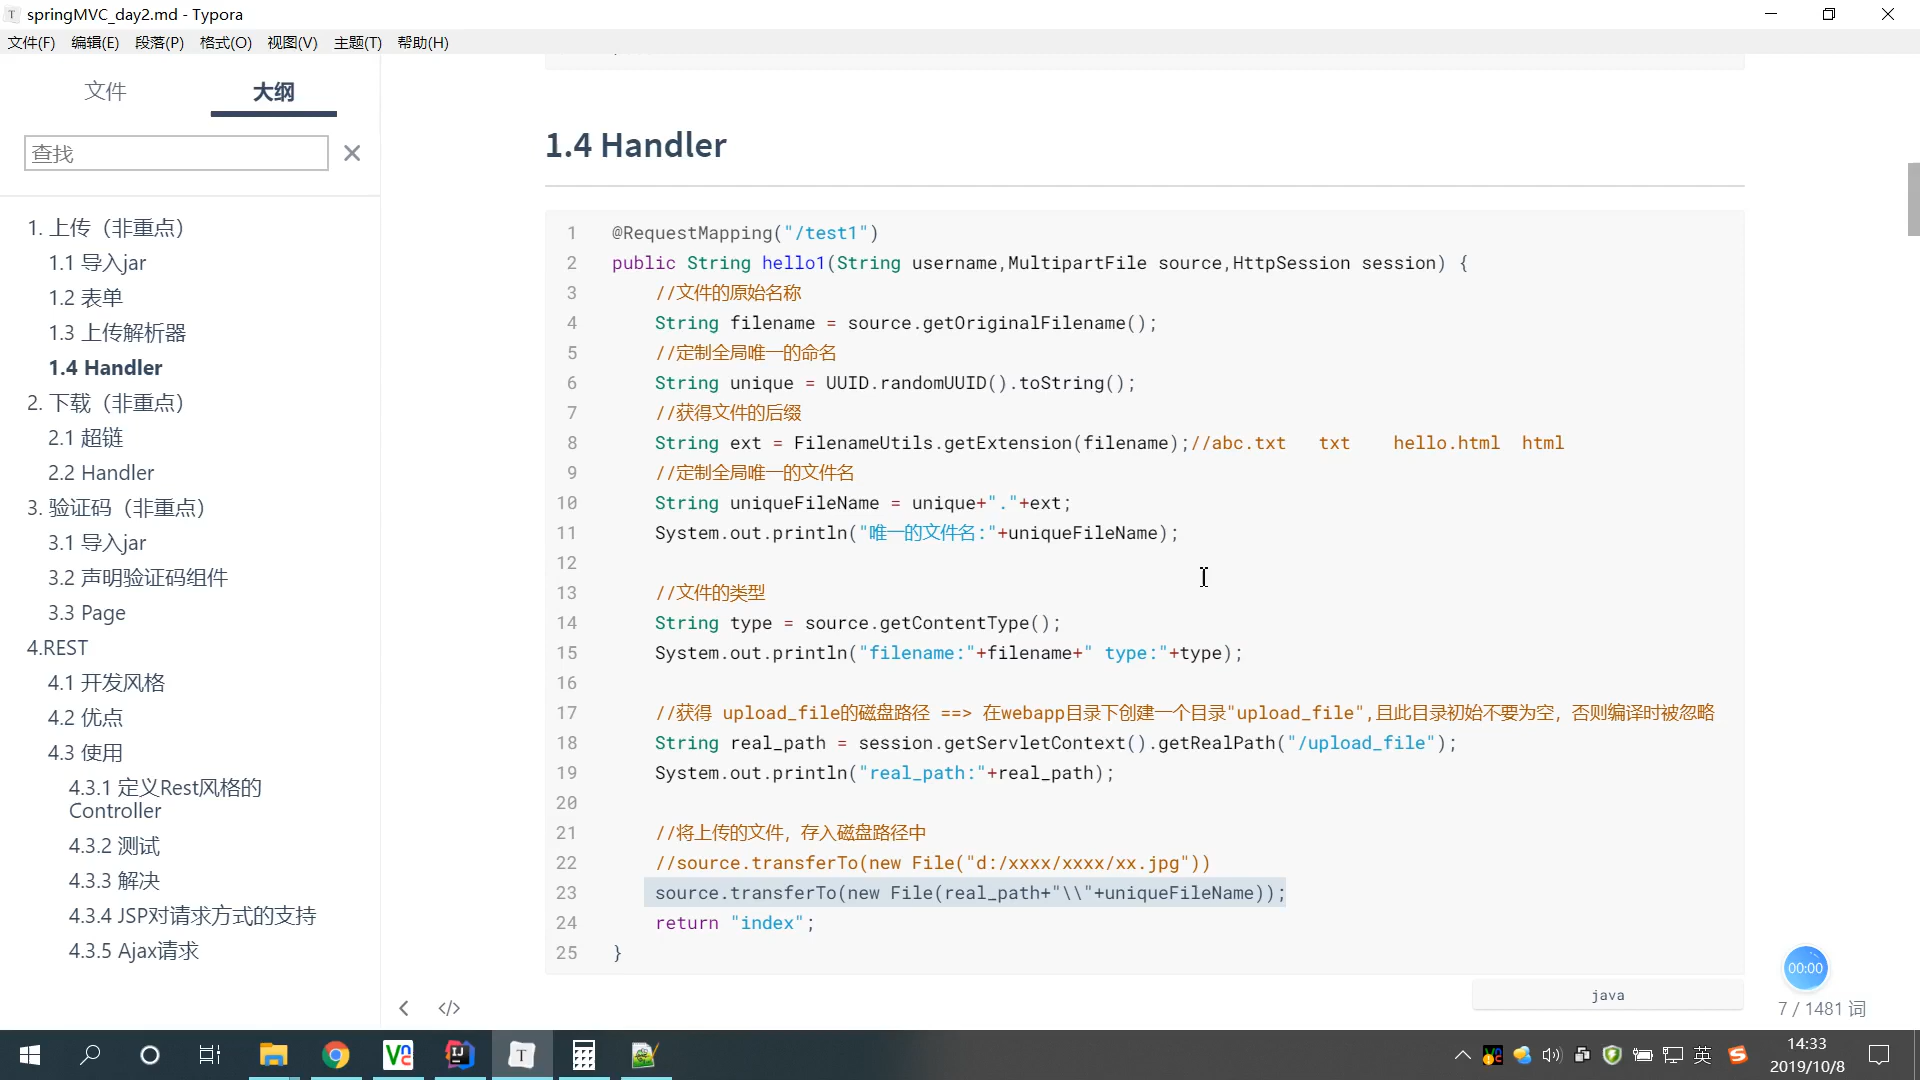 springMVC_day2.md - Typora
文件(F) 编辑(E) 段落(P) 格式(O) 视图(V) 主题(T) 帮助(H)
文件 大纲
查找
1. 上传（非重点）
1.1 导入jar
1.2 表单
1.3 上传解析器
1.4 Handler
2. 下载（非重点）
2.1 超链
2.2 Handler
3. 验证码（非重点）
3.1 导入jar
3.2 声明验证码组件
3.3 Page
4.REST
4.1 开发风格
4.2 优点
4.3 使用
4.3.1 定义Rest风格的
Controller
4.3.2 测试
4.3.3 解决
4.3.4 JSP对请求方式的支持
4.3.5 Ajax请求
1.4 Handler
1 @RequestMapping("/test1")
2 public String hello1(String username,MultipartFile source,HttpSession session) {
3 //文件的原始名称
4 String filename = source.getOriginalFilename();
5 //定制全局唯一的命名
6 String unique = UUID.randomUUID().toString();
7 //获得文件的后缀
8 String ext = FilenameUtils.getExtension(filename);//abc.txt   txt    hello.html  html
9 //定制全局唯一的文件名
10 String uniqueFileName = unique+"."+ext;
11 System.out.println("唯一的文件名:"+uniqueFileName);
12
13 //文件的类型
14 String type = source.getContentType();
15 System.out.println("filename:"+filename+" type:"+type);
16
17 //获得 upload_file的磁盘路径 ==> 在webapp目录下创建一个目录"upload_file",且此目录初始不要为空，否则编译时被忽略
18 String real_path = session.getServletContext().getRealPath("/upload_file");
19 System.out.println("real_path:"+real_path);
20
21 //将上传的文件，存入磁盘路径中
22 //source.transferTo(new File("d:/xxxx/xxxx/xx.jpg"))
23 source.transferTo(new File(real_path+"\\"+uniqueFileName));
24 return "index";
25 }
java
00:00
7 / 1481 词
英
14:33
2019/10/8